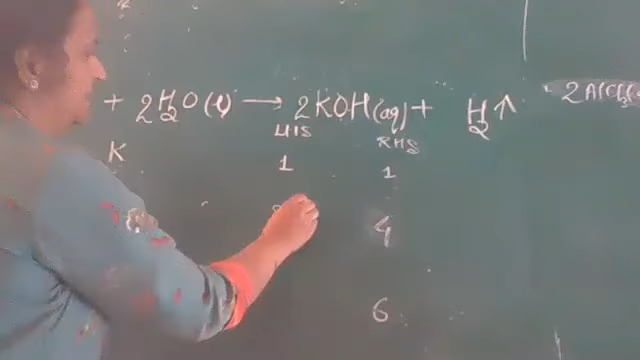 + 2H₂O(l) → 2KOH(aq) + H₂↑
LHS RHS
K 1 1
4
6